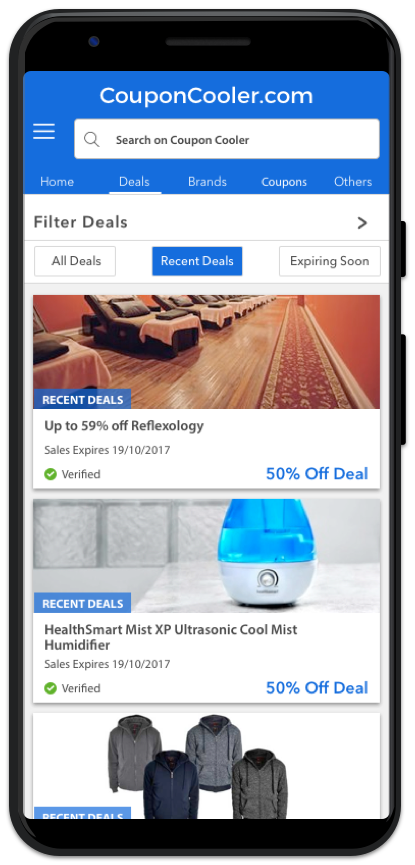 CouponCooler.com
Search on Coupon Cooler
Home Deals Brands Coupons Others
Filter Deals >
All Deals Recent Deals Expiring Soon
RECENT DEALS
Up to 59% off Reflexology
Sales Expires 19/10/2017
Verified 50% Off Deal
RECENT DEALS
HealthSmart Mist XP Ultrasonic Cool Mist
Humidifier
Sales Expires 19/10/2017
Verified 50% Off Deal
RECENT DEALS